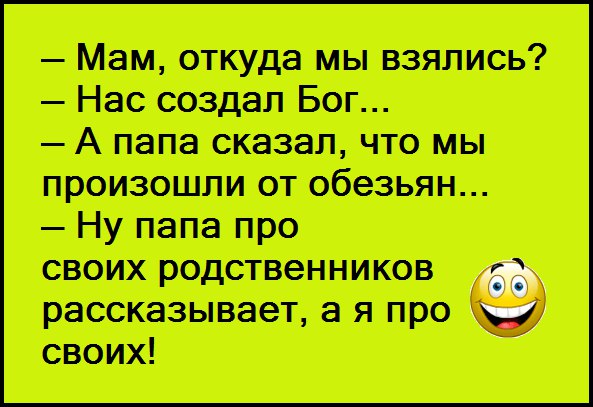 – Мам, откуда мы взялись?
– Нас создал Бог...
– А папа сказал, что мы
произошли от обезьян...
– Ну папа про
своих родственников
рассказывает, а я про
своих!